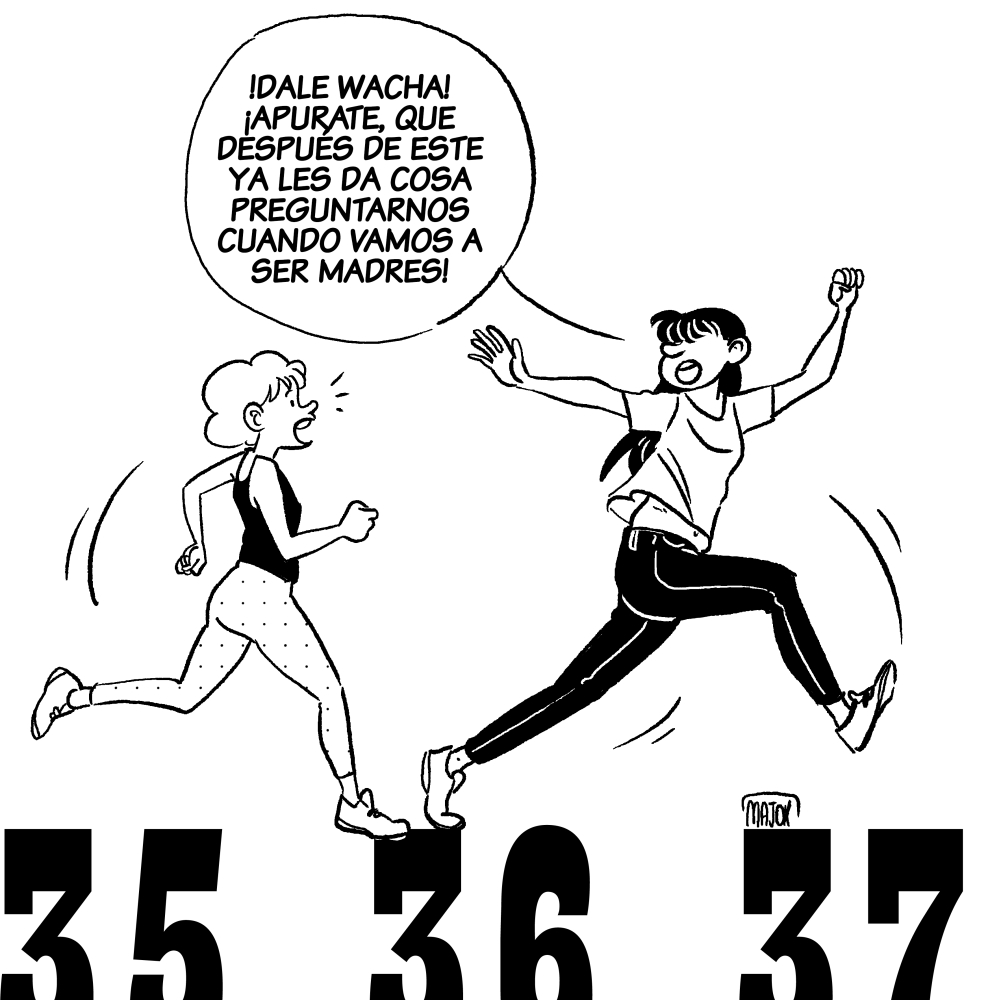 !DALE WACHA!
¡APURATE, QUE
DESPUÉS DE ESTE
YA LES DA COSA
PREGUNTARNOS
CUANDO VAMOS A
SER MADRES!
MAJOX
35 36 37